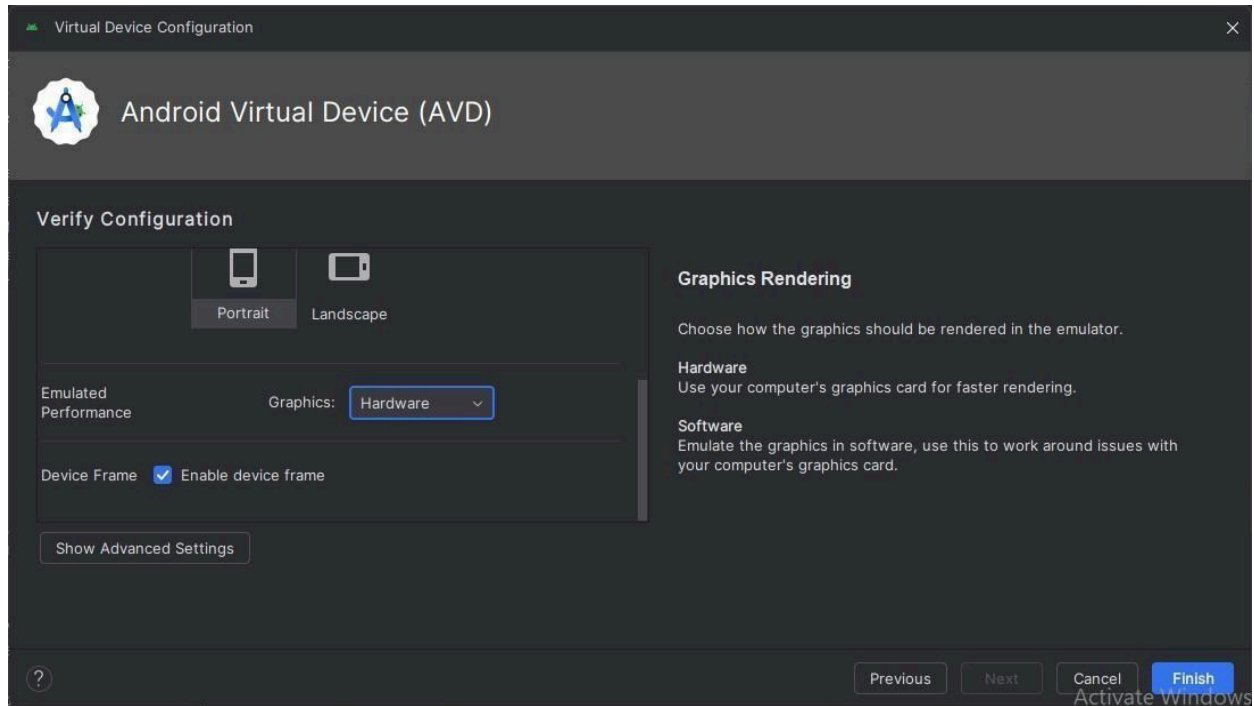 Virtual Device Configuration
Android Virtual Device (AVD)
Verify Configuration
Portrait
Landscape
Emulated
Performance
Graphics:
Hardware
Device Frame
Enable device frame
Show Advanced Settings
Graphics Rendering
Choose how the graphics should be rendered in the emulator.
Hardware
Use your computer's graphics card for faster rendering.
Software
Emulate the graphics in software, use this to work around issues with
your computer's graphics card.
?
Previous
Next
Cancel
Finish
Activate Windows